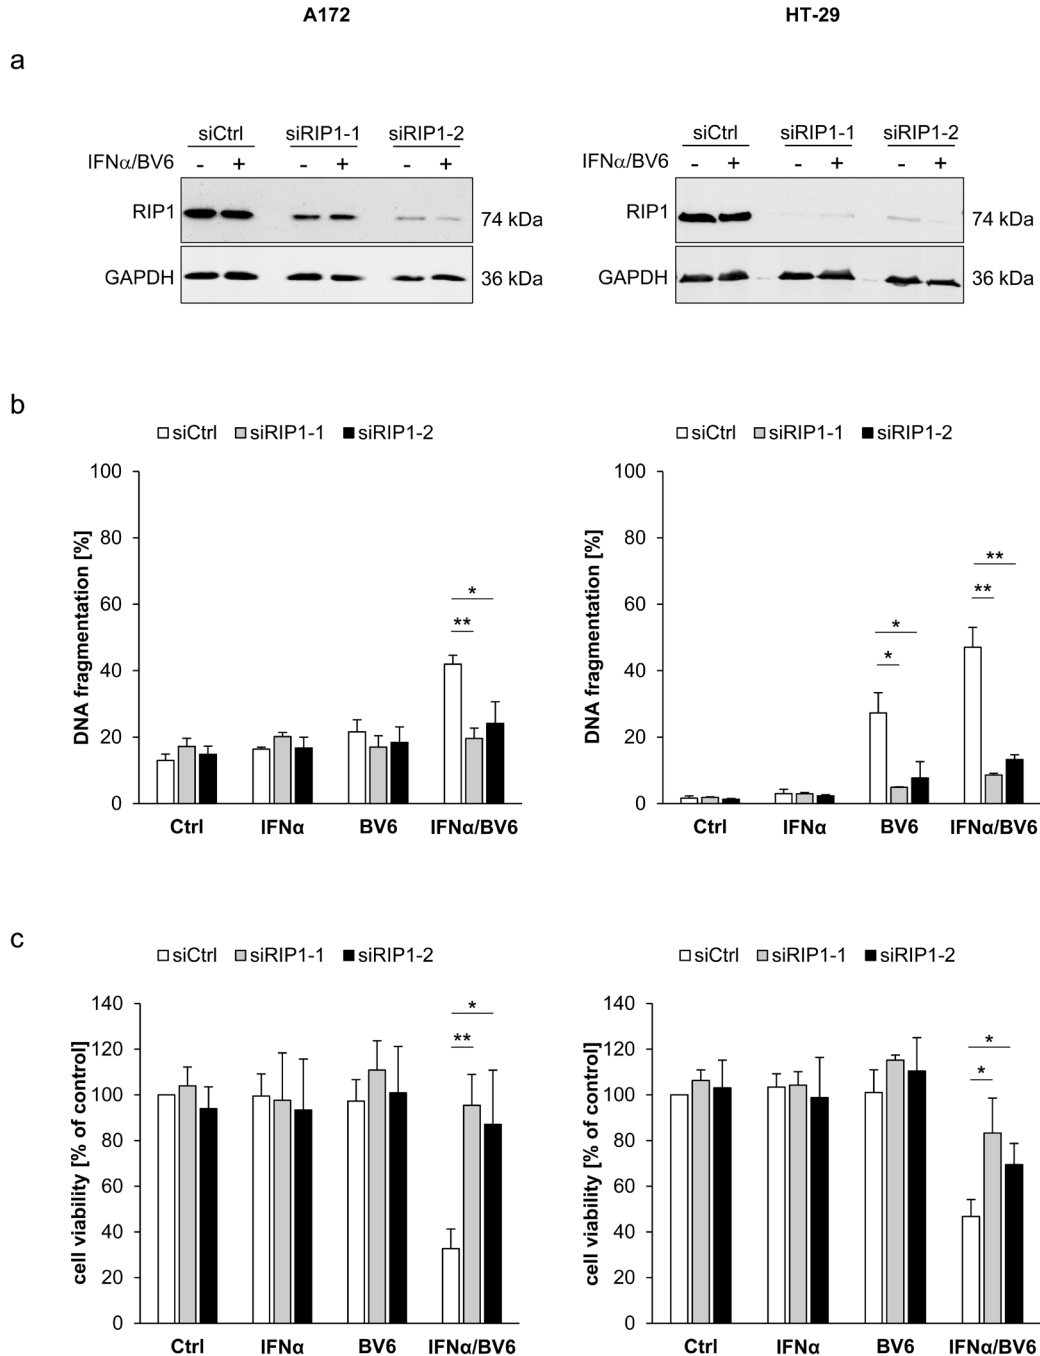 A172 HT-29
a
siCtrl siRIP1-1 siRIP1-2 siCtrl siRIP1-1 siRIP1-2
IFNα/BV6 - + - + - + IFNα/BV6 - + - + - +
RIP1 74 kDa RIP1 74 kDa
GAPDH 36 kDa GAPDH 36 kDa
b
siCtrl siRIP1-1 siRIP1-2 siCtrl siRIP1-1 siRIP1-2
DNA fragmentation [%]
100
80
60
40
20
0
* **
Ctrl IFNα BV6 IFNα/BV6
DNA fragmentation [%]
100
80
60
40
20
0
* * ** **
Ctrl IFNα BV6 IFNα/BV6
c
siCtrl siRIP1-1 siRIP1-2 siCtrl siRIP1-1 siRIP1-2
cell viability [% of control]
140
120
100
80
60
40
20
0
* **
Ctrl IFNα BV6 IFNα/BV6
cell viability [% of control]
140
120
100
80
60
40
20
0
* *
Ctrl IFNα BV6 IFNα/BV6